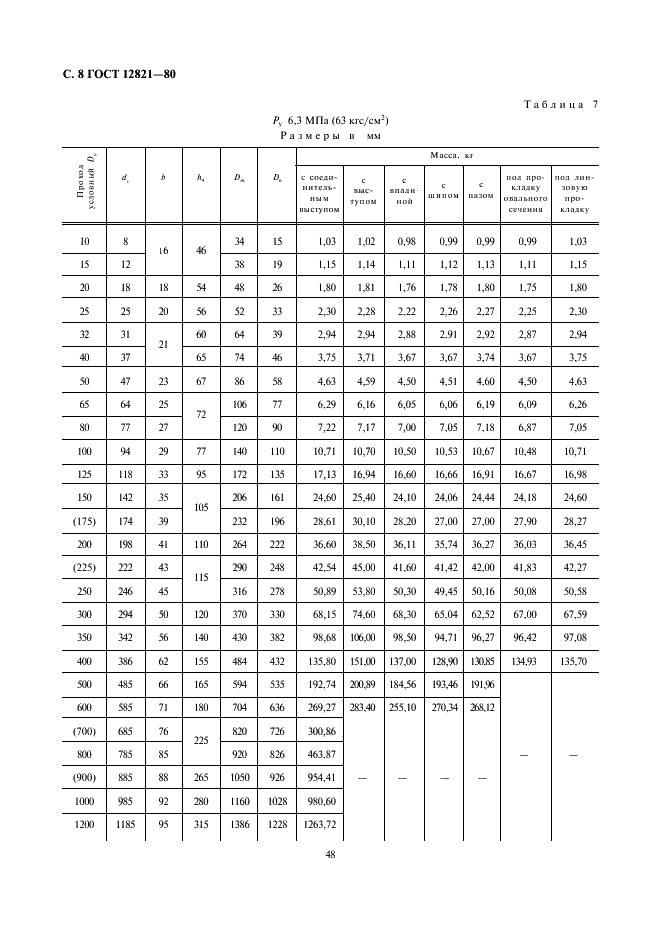 С. 8 ГОСТ 12821—80
Таблица 7
Pу 6,3 МПа (63 кгс/см²)
Размеры в мм
Проход условный Dу | d₁ | b | h₄ | Dm | Dn | Масса, кг
с соединительным выступом | с выступом | с впадиной | с шипом | с пазом | под прокладку овального сечения | под линзовую прокладку
10 | 8 | 16 | 46 | 34 | 15 | 1,03 | 1,02 | 0,98 | 0,99 | 0,99 | 0,99 | 1,03
15 | 12 | 38 | 19 | 1,15 | 1,14 | 1,11 | 1,12 | 1,13 | 1,11 | 1,15
20 | 18 | 18 | 54 | 48 | 26 | 1,80 | 1,81 | 1,76 | 1,78 | 1,80 | 1,75 | 1,80
25 | 25 | 20 | 56 | 52 | 33 | 2,30 | 2,28 | 2,22 | 2,26 | 2,27 | 2,25 | 2,30
32 | 31 | 21 | 60 | 64 | 39 | 2,94 | 2,94 | 2,88 | 2,91 | 2,92 | 2,87 | 2,94
40 | 37 | 65 | 74 | 46 | 3,75 | 3,71 | 3,67 | 3,67 | 3,74 | 3,67 | 3,75
50 | 47 | 23 | 67 | 86 | 58 | 4,63 | 4,59 | 4,50 | 4,51 | 4,60 | 4,50 | 4,63
65 | 64 | 25 | 72 | 106 | 77 | 6,29 | 6,16 | 6,05 | 6,06 | 6,19 | 6,09 | 6,26
80 | 77 | 27 | 120 | 90 | 7,22 | 7,17 | 7,00 | 7,05 | 7,18 | 6,87 | 7,05
100 | 94 | 29 | 77 | 140 | 110 | 10,71 | 10,70 | 10,50 | 10,53 | 10,67 | 10,48 | 10,71
125 | 118 | 33 | 95 | 172 | 135 | 17,13 | 16,94 | 16,60 | 16,66 | 16,91 | 16,67 | 16,98
150 | 142 | 35 | 105 | 206 | 161 | 24,60 | 25,40 | 24,10 | 24,06 | 24,44 | 24,18 | 24,60
(175) | 174 | 39 | 232 | 196 | 28,61 | 30,10 | 28,20 | 27,00 | 27,00 | 27,90 | 28,27
200 | 198 | 41 | 110 | 264 | 222 | 36,60 | 38,50 | 36,11 | 35,74 | 36,27 | 36,03 | 36,45
(225) | 222 | 43 | 115 | 290 | 248 | 42,54 | 45,00 | 41,60 | 41,42 | 42,00 | 41,83 | 42,27
250 | 246 | 45 | 316 | 278 | 50,89 | 53,80 | 50,30 | 49,45 | 50,16 | 50,08 | 50,58
300 | 294 | 50 | 120 | 370 | 330 | 68,15 | 74,60 | 68,30 | 65,04 | 62,52 | 67,00 | 67,59
350 | 342 | 56 | 140 | 430 | 382 | 98,68 | 106,00 | 98,50 | 94,71 | 96,27 | 96,42 | 97,08
400 | 386 | 62 | 155 | 484 | 432 | 135,80 | 151,00 | 137,00 | 128,90 | 130,85 | 134,93 | 135,70
500 | 485 | 66 | 165 | 594 | 535 | 192,74 | 200,89 | 184,56 | 193,46 | 191,96
600 | 585 | 71 | 180 | 704 | 636 | 269,27 | 283,40 | 255,10 | 270,34 | 268,12
(700) | 685 | 76 | 225 | 820 | 726 | 300,86
800 | 785 | 85 | 920 | 826 | 463,87 | — | —
(900) | 885 | 88 | 265 | 1050 | 926 | 954,41 | — | — | — | —
1000 | 985 | 92 | 280 | 1160 | 1028 | 980,60
1200 | 1185 | 95 | 315 | 1386 | 1228 | 1263,72
48